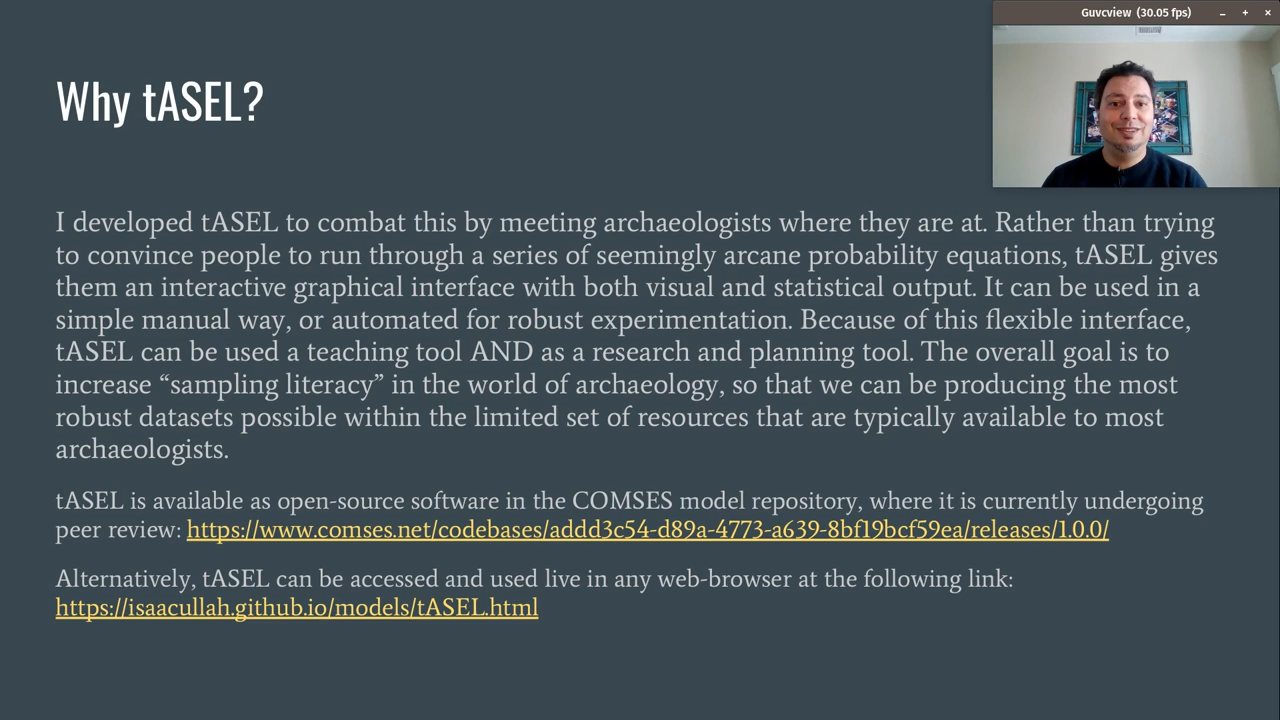 Guvcview (30.05 fps)
Why tASEL?
I developed tASEL to combat this by meeting archaeologists where they are at. Rather than trying
to convince people to run through a series of seemingly arcane probability equations, tASEL gives
them an interactive graphical interface with both visual and statistical output. It can be used in a
simple manual way, or automated for robust experimentation. Because of this flexible interface,
tASEL can be used a teaching tool AND as a research and planning tool. The overall goal is to
increase “sampling literacy” in the world of archaeology, so that we can be producing the most
robust datasets possible within the limited set of resources that are typically available to most
archaeologists.
tASEL is available as open-source software in the COMSES model repository, where it is currently undergoing
peer review: https://www.comses.net/codebases/addd3c54-d89a-4773-a639-8bf19bcf59ea/releases/1.0.0/
Alternatively, tASEL can be accessed and used live in any web-browser at the following link:
https://isaacullah.github.io/models/tASEL.html